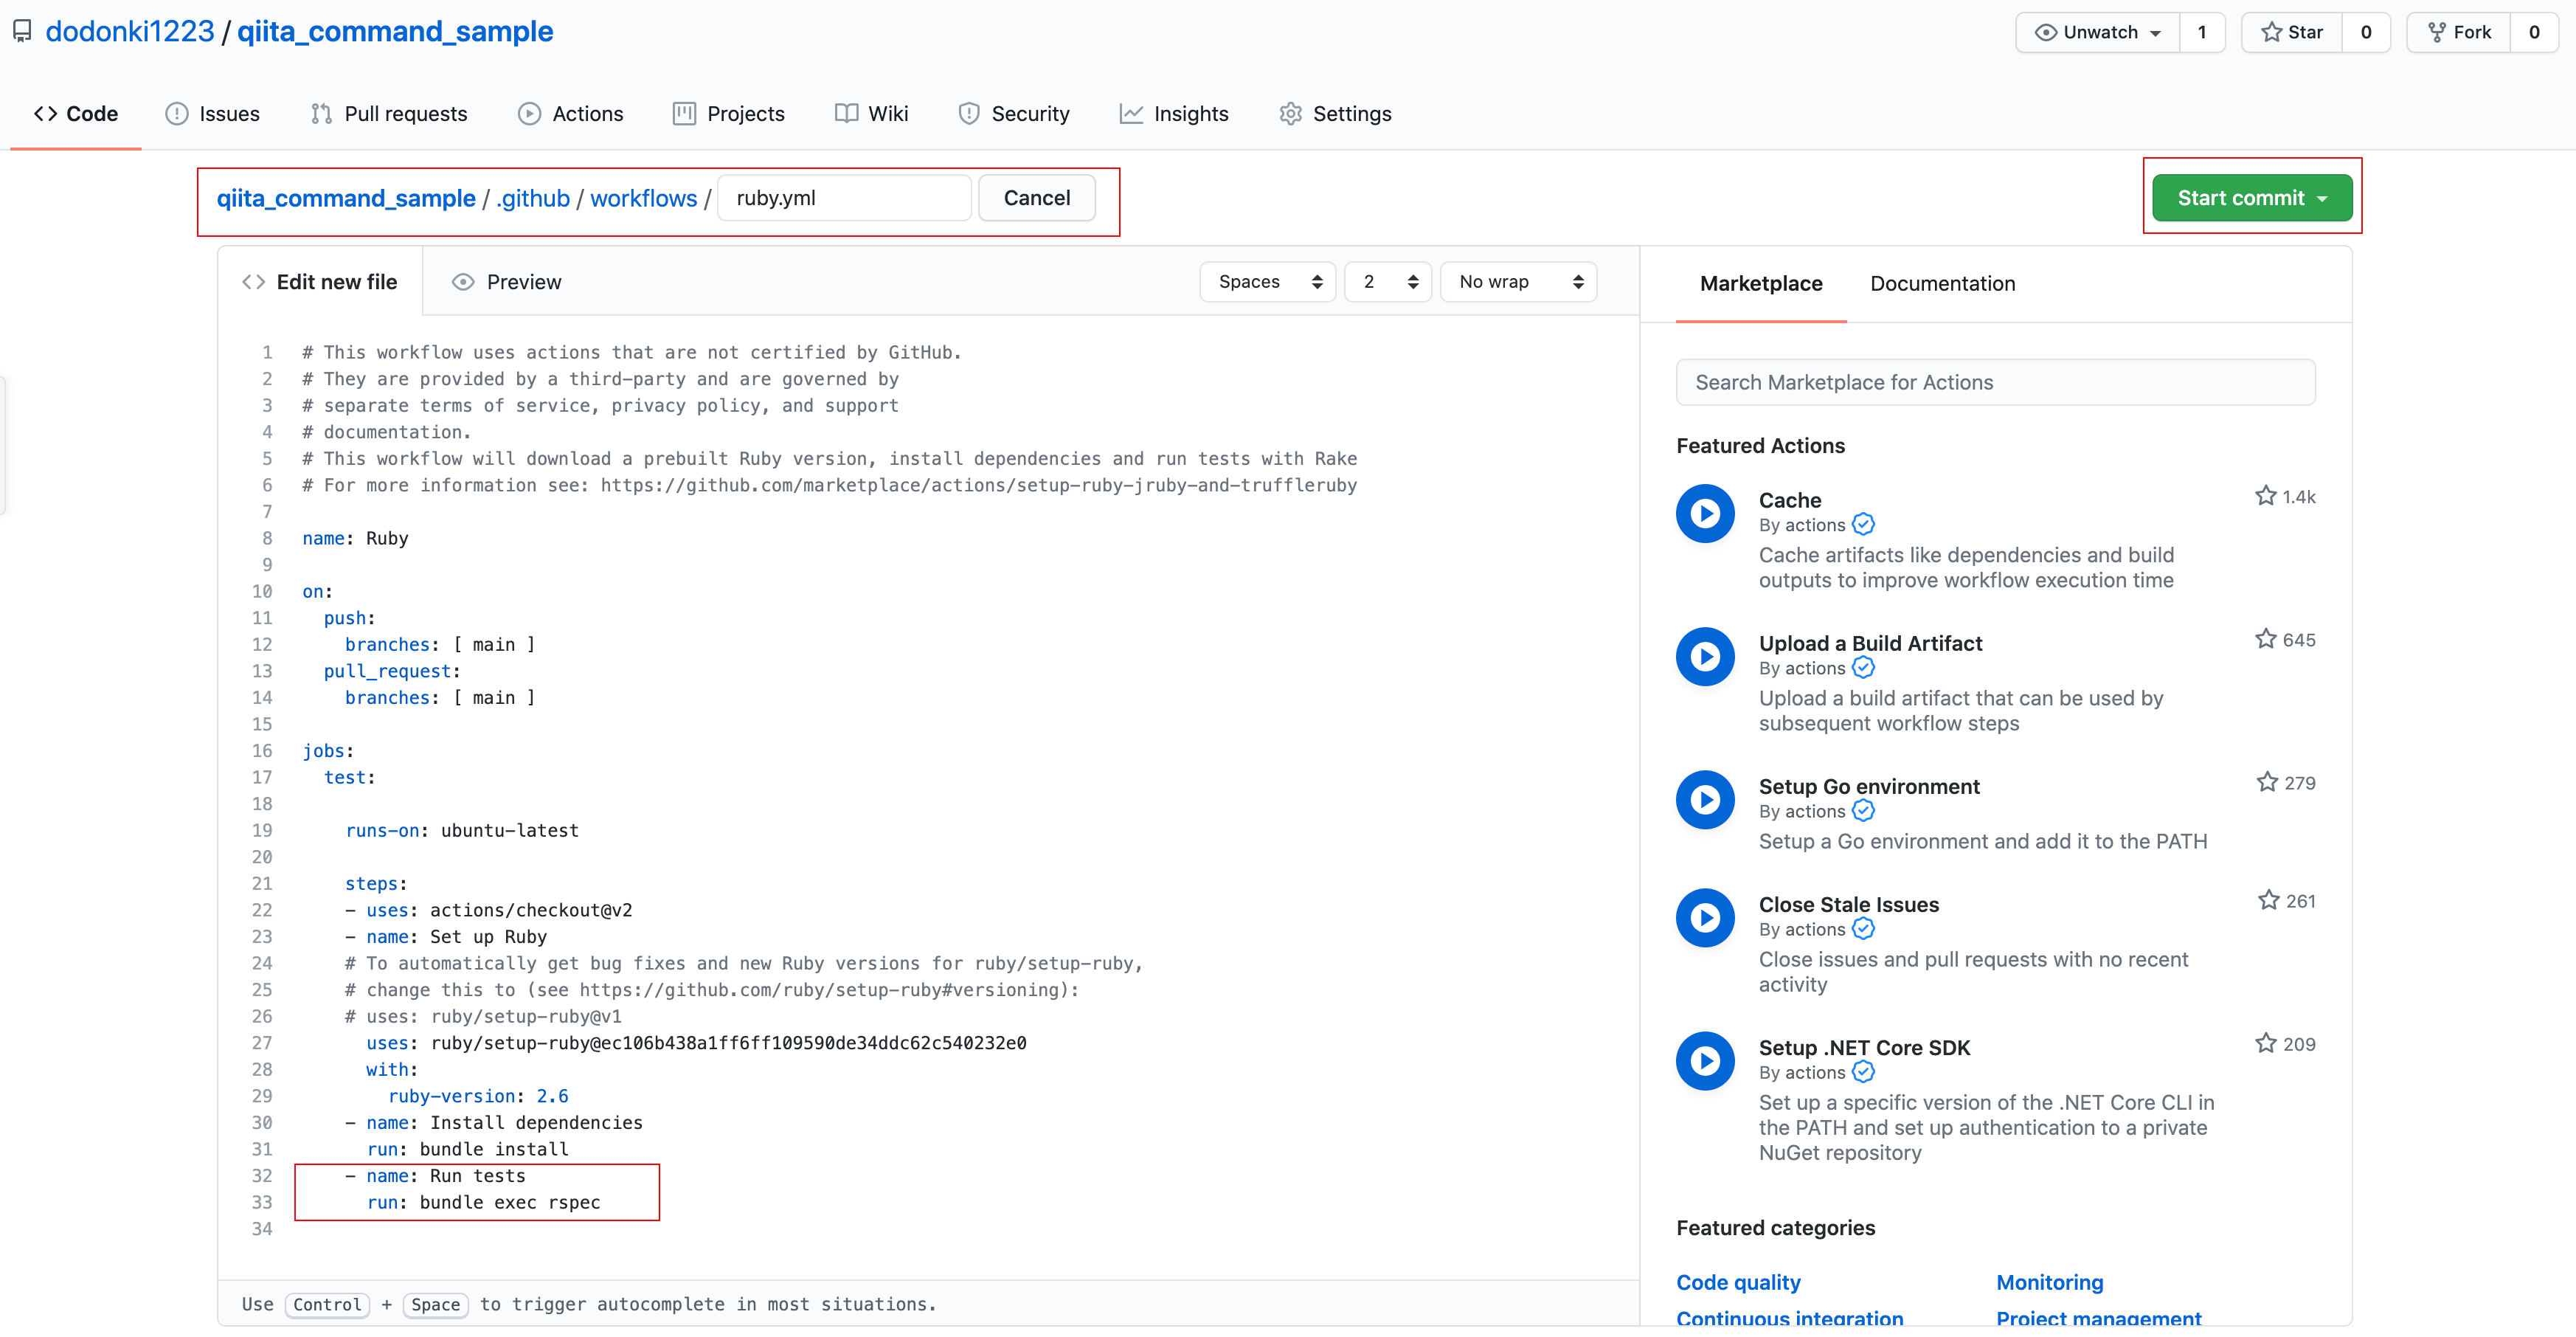 dodonki1223 / qiita_command_sample
Unwatch 1 Star 0 Fork 0
Code Issues Pull requests Actions Projects Wiki Security Insights Settings
qiita_command_sample / .github / workflows / ruby.yml Cancel
Start commit
Edit new file Preview Spaces 2 No wrap
1 # This workflow uses actions that are not certified by GitHub.
2 # They are provided by a third-party and are governed by
3 # separate terms of service, privacy policy, and support
4 # documentation.
5 # This workflow will download a prebuilt Ruby version, install dependencies and run tests with Rake
6 # For more information see: https://github.com/marketplace/actions/setup-ruby-jruby-and-truffleruby
7
8 name: Ruby
9
10 on:
11 push:
12 branches: [ main ]
13 pull_request:
14 branches: [ main ]
15
16 jobs:
17 test:
18
19 runs-on: ubuntu-latest
20
21 steps:
22 - uses: actions/checkout@v2
23 - name: Set up Ruby
24 # To automatically get bug fixes and new Ruby versions for ruby/setup-ruby,
25 # change this to (see https://github.com/ruby/setup-ruby#versioning):
26 # uses: ruby/setup-ruby@v1
27 uses: ruby/setup-ruby@ec106b438a1ff6ff109590de34ddc62c540232e0
28 with:
29 ruby-version: 2.6
30 - name: Install dependencies
31 run: bundle install
32 - name: Run tests
33 run: bundle exec rspec
34
Use Control + Space to trigger autocomplete in most situations.
Marketplace Documentation
Search Marketplace for Actions
Featured Actions
Cache 1.4k
By actions
Cache artifacts like dependencies and build
outputs to improve workflow execution time
Upload a Build Artifact 645
By actions
Upload a build artifact that can be used by
subsequent workflow steps
Setup Go environment 279
By actions
Setup a Go environment and add it to the PATH
Close Stale Issues 261
By actions
Close issues and pull requests with no recent
activity
Setup .NET Core SDK 209
By actions
Set up a specific version of the .NET Core CLI in
the PATH and set up authentication to a private
NuGet repository
Featured categories
Code quality Monitoring
Continuous integration Project management